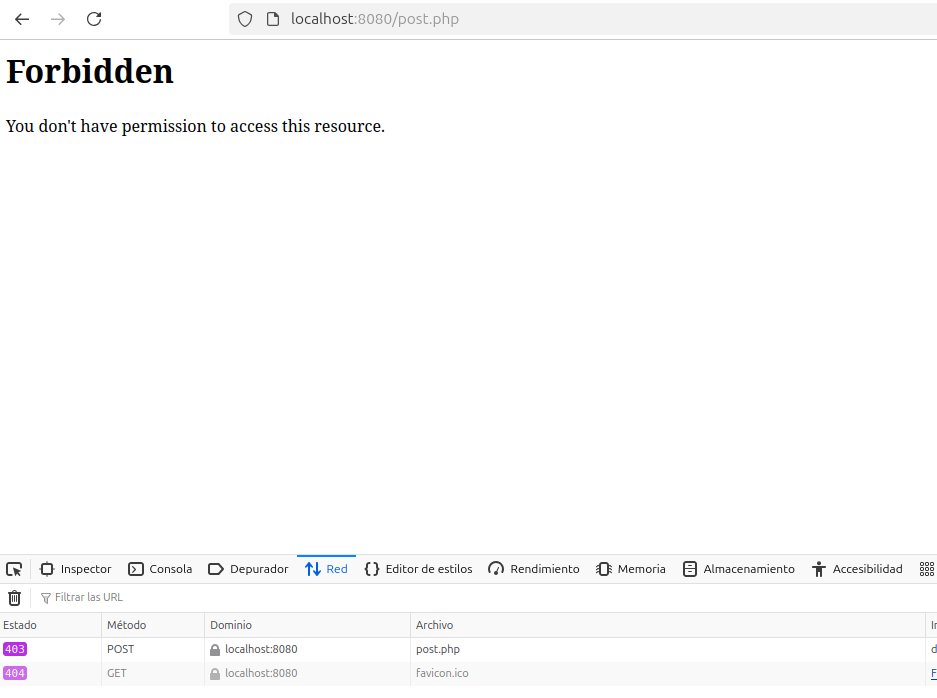 localhost:8080/post.php
Forbidden
You don't have permission to access this resource.
Inspector Consola Depurador Red Editor de estilos Rendimiento Memoria Almacenamiento Accesibilidad
Filtrar las URL
Estado Método Dominio Archivo
403 POST localhost:8080 post.php d
404 GET localhost:8080 favicon.ico F